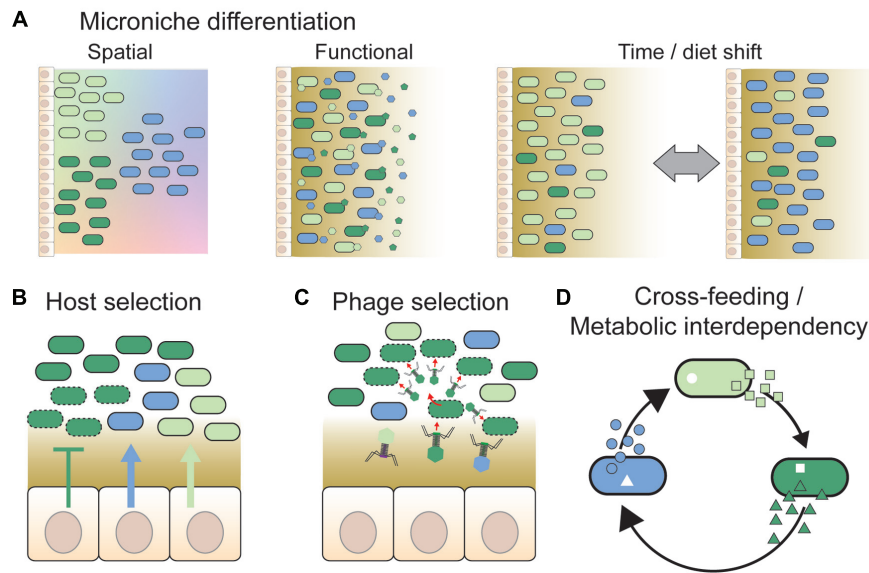 A
Microniche differentiation
Spatial
Functional
Time / diet shift
B
Host selection
C
Phage selection
D
Cross-feeding /
Metabolic interdependency